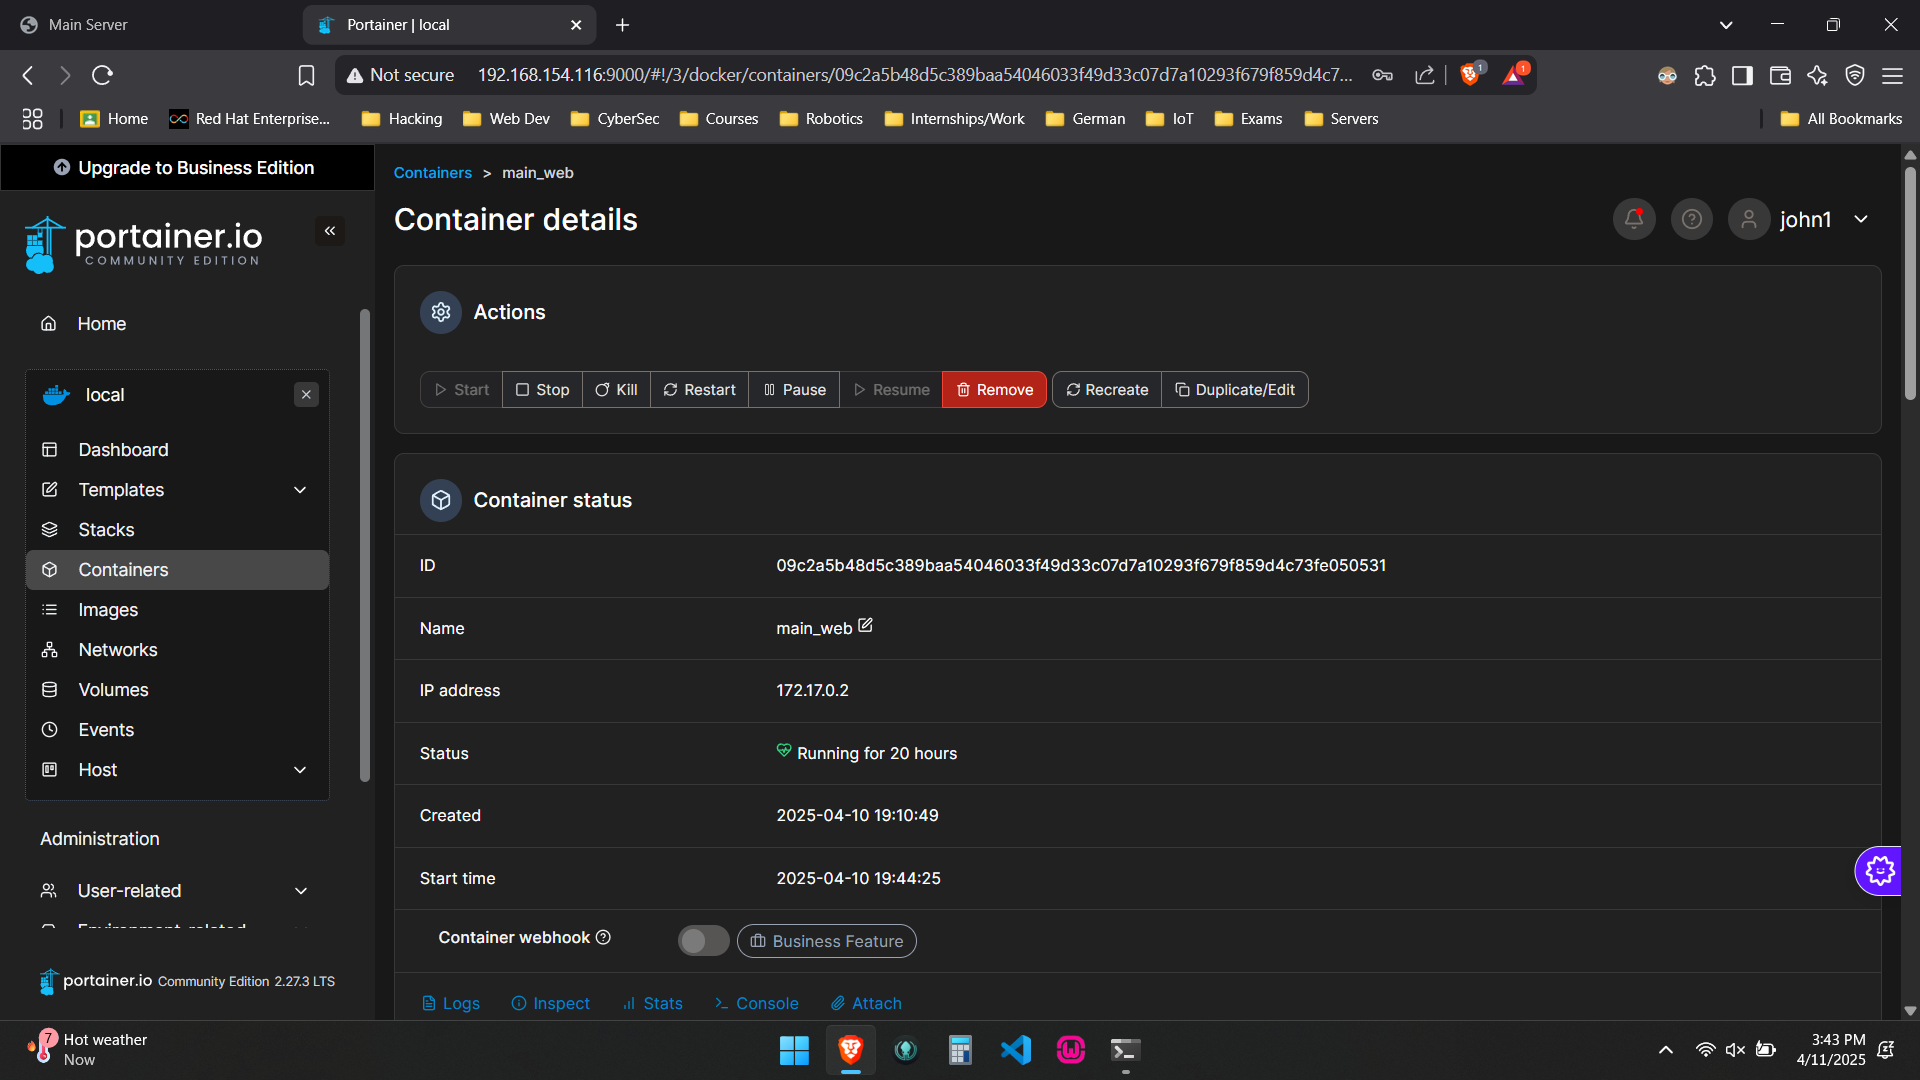 Main Server
Portainer | local
Not secure
192.168.154.116:9000/#!/3/docker/containers/09c2a5b48d5c389baa54046033f49d33c07d7a10293f679f859d4c7...
1
1
Home
Red Hat Enterprise...
Hacking
Web Dev
CyberSec
Courses
Robotics
Internships/Work
German
IoT
Exams
Servers
All Bookmarks
Upgrade to Business Edition
portainer.io
COMMUNITY EDITION
Home
local
Dashboard
Templates
Stacks
Containers
Images
Networks
Volumes
Events
Host
Administration
User-related
Environment-related
portainer.io Community Edition 2.27.3 LTS
Containers > main_web
Container details
john1
Actions
Start
Stop
Kill
Restart
Pause
Resume
Remove
Recreate
Duplicate/Edit
Container status
ID 09c2a5b48d5c389baa54046033f49d33c07d7a10293f679f859d4c73fe050531
Name main_web
IP address 172.17.0.2
Status Running for 20 hours
Created 2025-04-10 19:10:49
Start time 2025-04-10 19:44:25
Container webhook Business Feature
Logs
Inspect
Stats
Console
Attach
7
Hot weather
Now
3:43 PM
4/11/2025